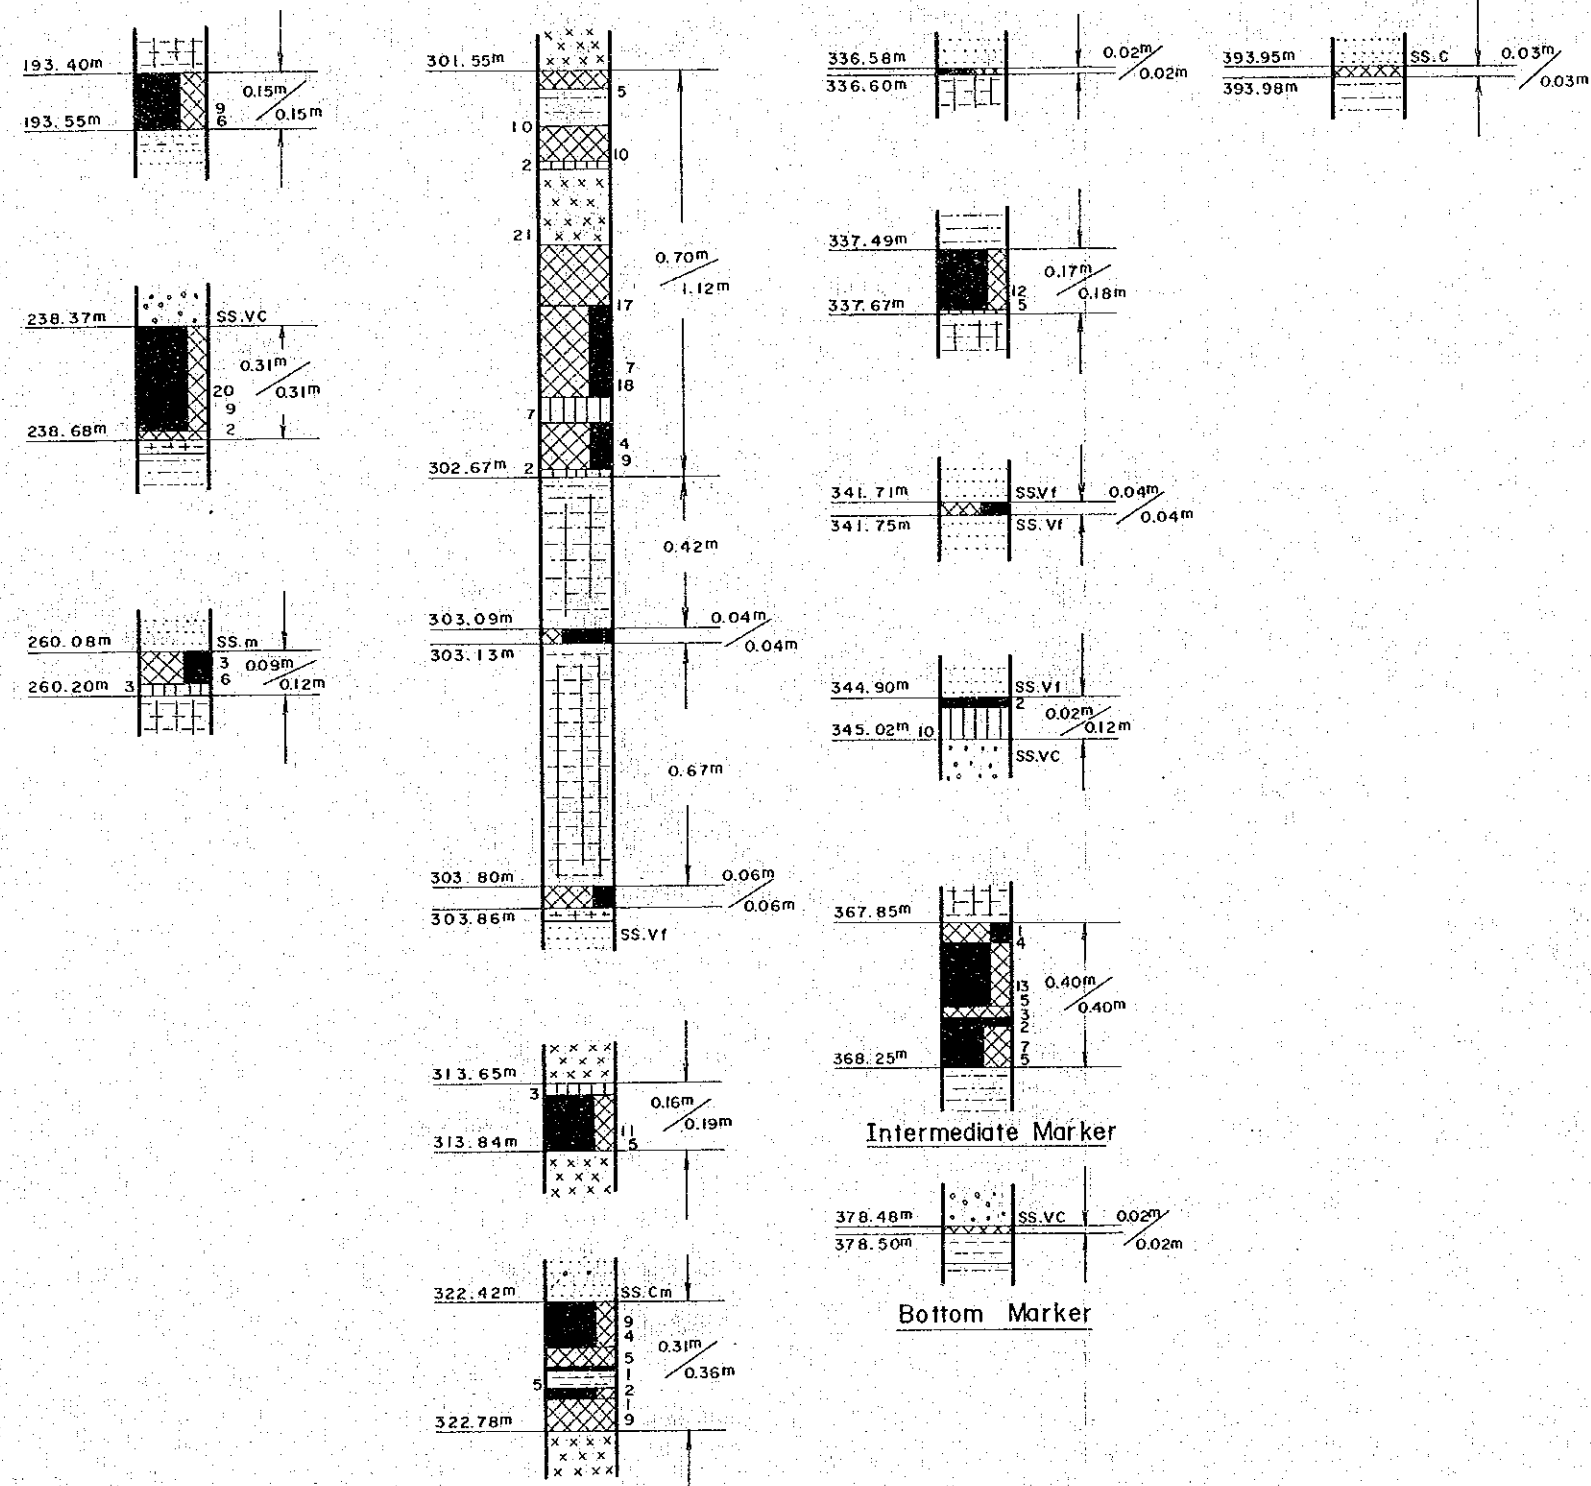 193.40m
0.15m
0.15m
9
6
193.55m
238.37m
SS.VC
0.31m
0.31m
20
9
238.68m
2
260.08m
SS.m
3
0.09m
6
0.12m
260.20m
3
301.55m
5
10
10
2
21
0.70m
1.12m
17
7
18
7
4
9
302.67m
2
0.42m
303.09m
0.04m
0.04m
303.13m
0.67m
303.80m
0.06m
0.06m
303.86m
SS.Vf
313.65m
3
0.16m
0.19m
11
5
313.84m
322.42m
SS.Cm
9
4
0.31m
5
0.36m
1
5
2
1
9
322.78m
336.58m
0.02m
0.02m
336.60m
337.49m
0.17m
0.18m
12
5
337.67m
341.71m
SS.Vf
0.04m
0.04m
341.75m
SS.Vf
344.90m
SS.Vf
2
0.02m
0.12m
345.02m
10
SS.VC
367.85m
1
4
13
0.40m
5
0.40m
3
2
7
5
368.25m
Intermediate Marker
378.48m
SS.VC
0.02m
0.02m
378.50m
Bottom Marker
393.95m
SS.C
0.03m
0.03m
393.98m